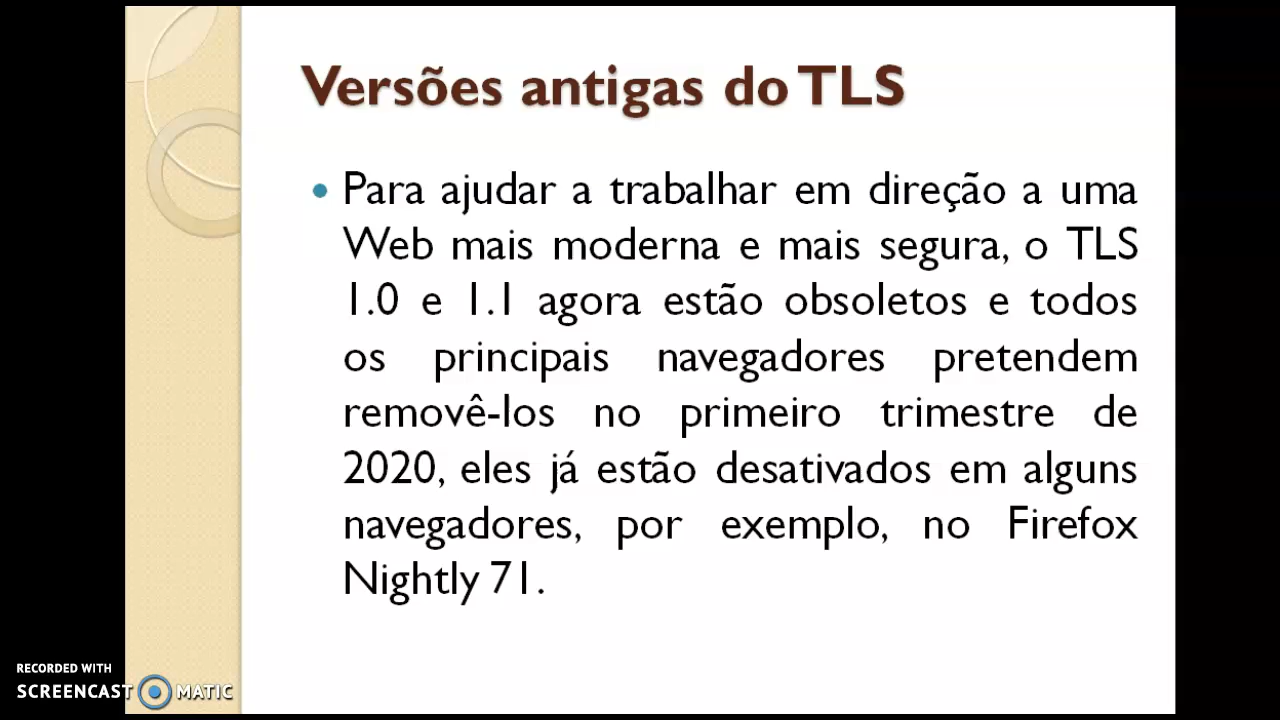 Versões antigas do TLS
Para ajudar a trabalhar em direção a uma
Web mais moderna e mais segura, o TLS
1.0 e 1.1 agora estão obsoletos e todos
os principais navegadores pretendem
removê-los no primeiro trimestre de
2020, eles já estão desativados em alguns
navegadores, por exemplo, no Firefox
Nightly 71.
RECORDED WITH
SCREENCAST MATIC